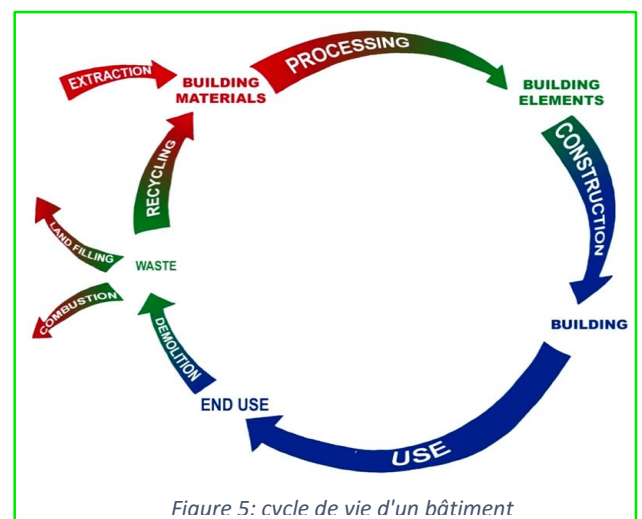 EXTRACTION
BUILDING
MATERIALS
PROCESSING
BUILDING
ELEMENTS
CONSTRUCTION
BUILDING
USE
END USE
DEMOLITION
WASTE
RECYCLING
LAND FILLING
COMBUSTION
Figure 5: cycle de vie d'un bâtiment